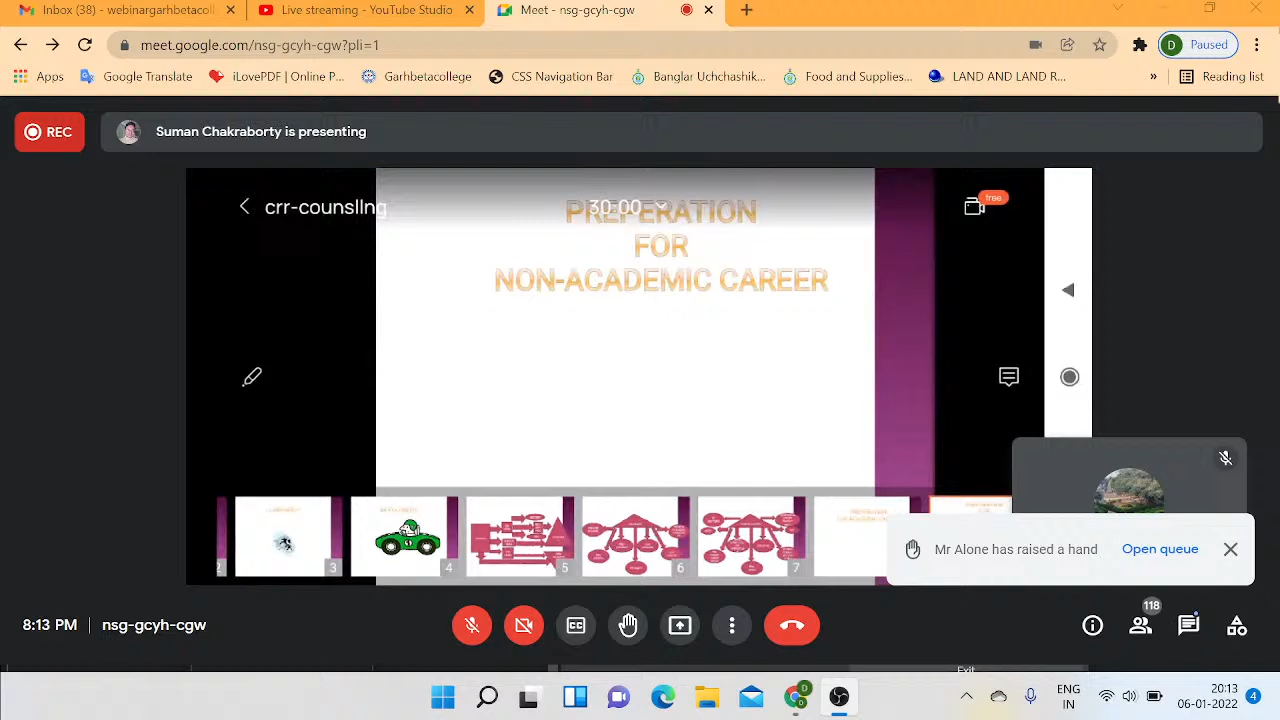 Inbox (38) - webinargarhbetacoll
Live streaming - YouTube Studio
Meet - nsg-gcyh-cgw
meet.google.com/nsg-gcyh-cgw?pli=1
D Paused
Apps
Google Translate
iLovePDF | Online P...
Garhbetacollege
CSS Navigation Bar
Banglar Uchchashik...
Food and Supplies...
LAND AND LAND R...
»
Reading list
REC
Suman Chakraborty is presenting
crr-counsling
30:00
free
PREPERATION
FOR
NON-ACADEMIC CAREER
2
3
4
5
6
7
Mr Alone has raised a hand
Open queue
8:13 PM
nsg-gcyh-cgw
118
Exit
ENG
IN
20:13
06-01-2022
4